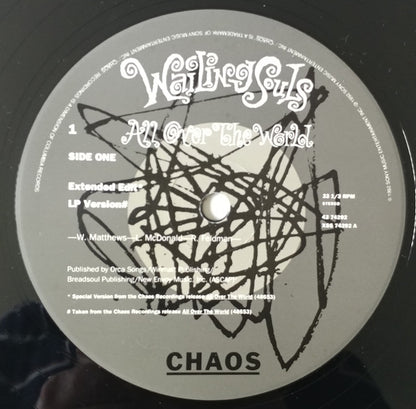 Wailing Souls
1
All Over The World
SIDE ONE
Extended Edit*
LP Version#
33 1/3 RPM
STEREO
42 74292
XSS 74292 A
—W. Matthews—L. McDonald—R. Feldman—
Published by Orca Songs/Wamlat Publishing/
Breadsoul Publishing/New Envoy Music, Inc. (ASCAP)
* Special Version from the Chaos Recordings release All Over The World (48653)
# Taken from the Chaos Recordings release All Over The World (48653)
CHAOS